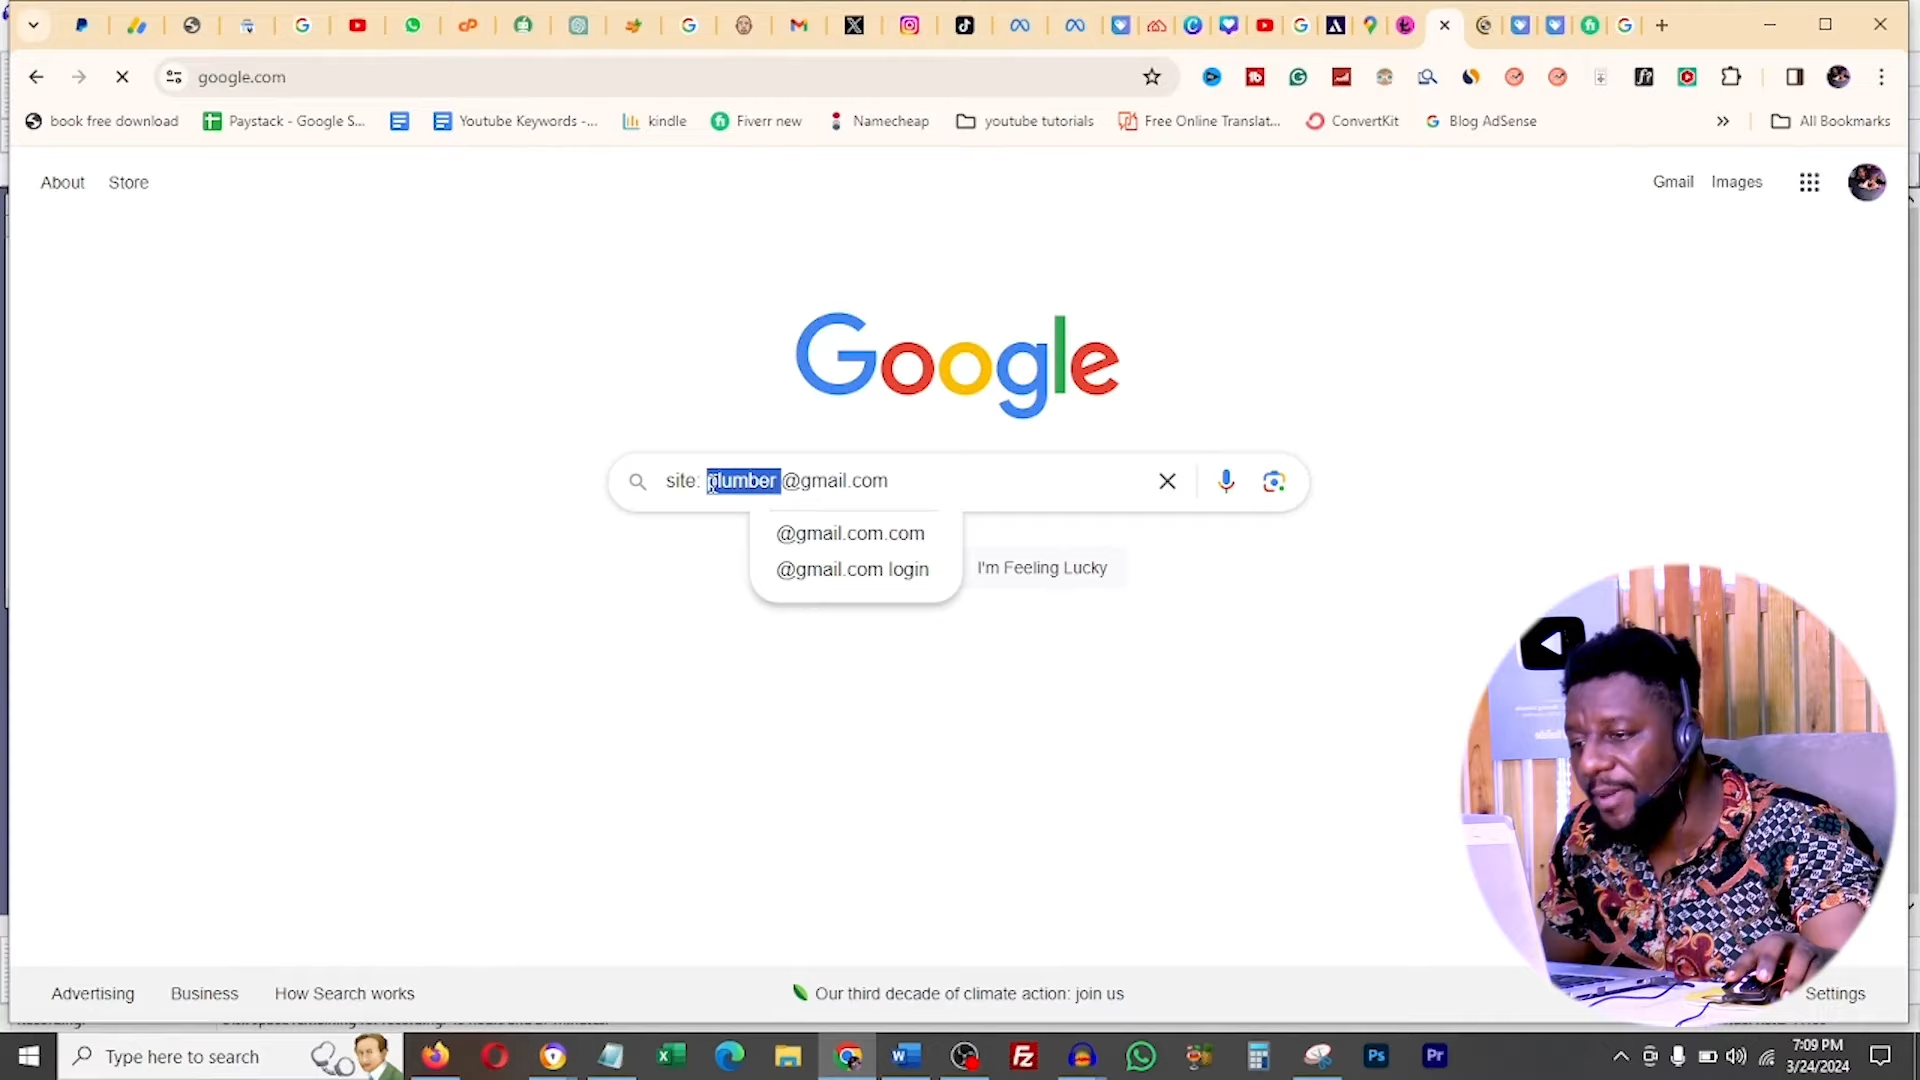 google.com
book free download
Paystack - Google S...
Youtube Keywords -...
kindle
Fiverr new
Namecheap
youtube tutorials
Free Online Translat...
ConvertKit
Blog AdSense
All Bookmarks
About
Store
Gmail
Images
Google
site: plumber @gmail.com
@gmail.com.com
@gmail.com login
I'm Feeling Lucky
Advertising
Business
How Search works
Our third decade of climate action: join us
Settings
Type here to search
7:09 PM
3/24/2024